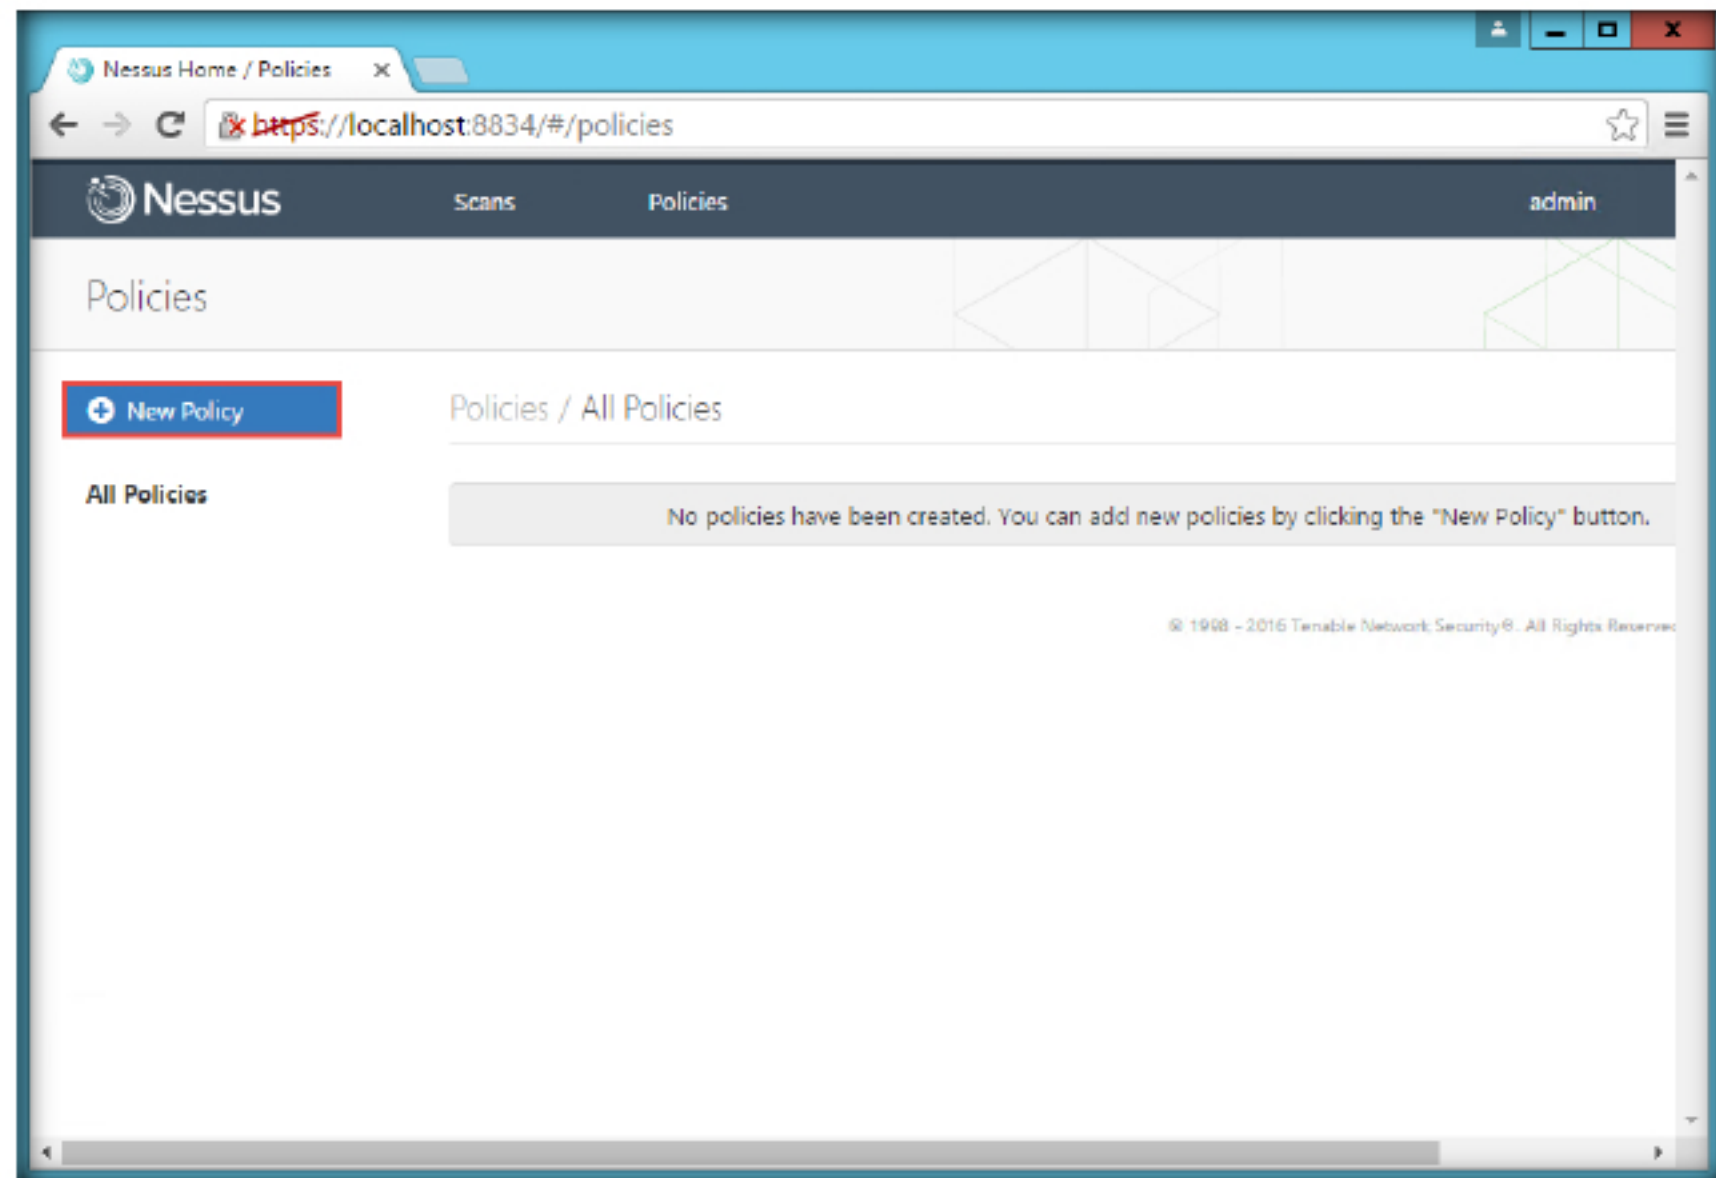 Nessus Home / Policies
https://localhost:8834/#/policies
Nessus
Scans
Policies
admin
Policies
New Policy
Policies / All Policies
All Policies
No policies have been created. You can add new policies by clicking the "New Policy" button.
© 1998 - 2016 Tenable Network Security®. All Rights Reserved